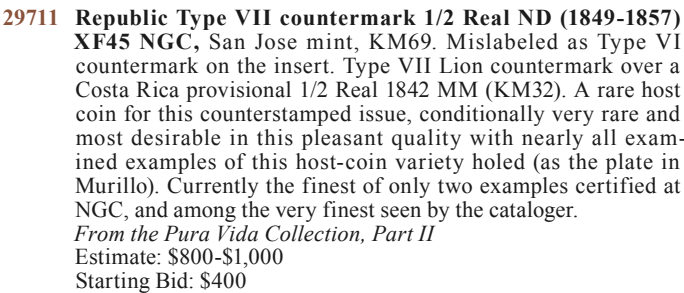 29711 Republic Type VII countermark 1/2 Real ND (1849-1857)
XF45 NGC, San Jose mint, KM69. Mislabeled as Type VI
countermark on the insert. Type VII Lion countermark over a
Costa Rica provisional 1/2 Real 1842 MM (KM32). A rare host
coin for this counterstamped issue, conditionally very rare and
most desirable in this pleasant quality with nearly all exam-
ined examples of this host-coin variety holed (as the plate in
Murillo). Currently the finest of only two examples certified at
NGC, and among the very finest seen by the cataloger.
From the Pura Vida Collection, Part II
Estimate: $800-$1,000
Starting Bid: $400